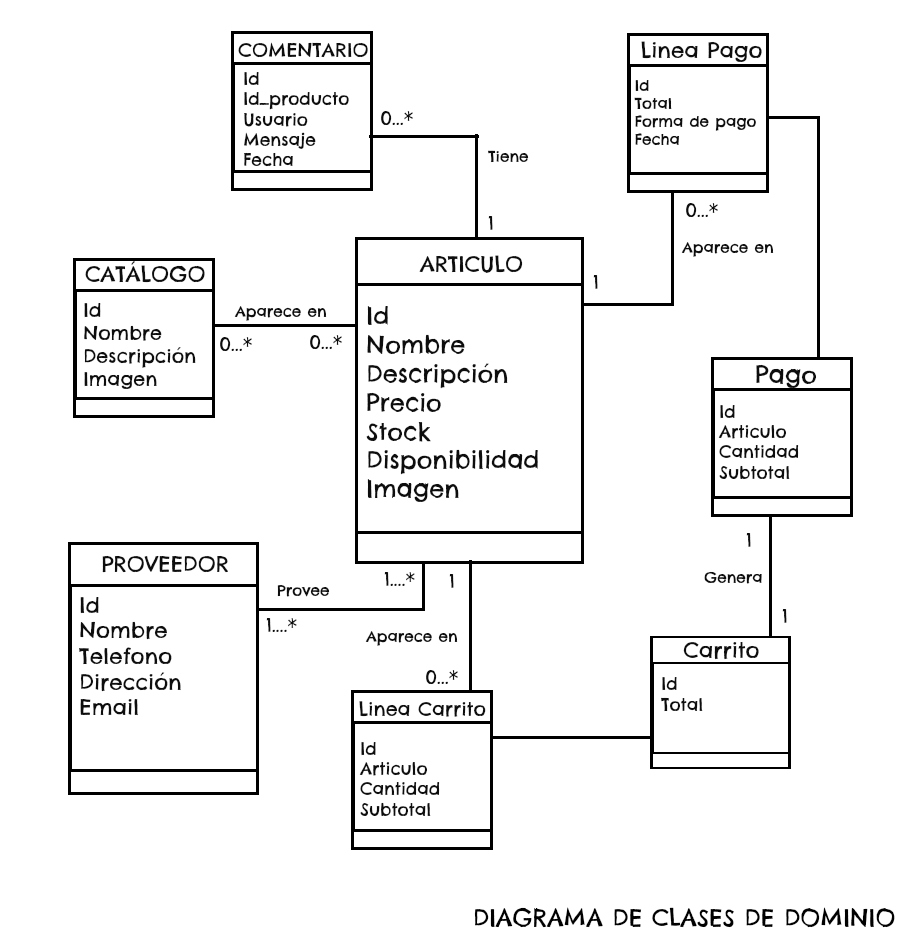 COMENTARIO
Id
Id_producto
Usuario
Mensaje
Fecha
0...*
Tiene
1
Linea Pago
Id
Total
Forma de pago
Fecha
0...*
Aparece en
1
CATÁLOGO
Id
Nombre
Descripción
Imagen
Aparece en
0...*
0...*
ARTICULO
Id
Nombre
Descripción
Precio
Stock
Disponibilidad
Imagen
Pago
Id
Articulo
Cantidad
Subtotal
1
Genera
1
PROVEEDOR
Id
Nombre
Telefono
Dirección
Email
Provee
1....*
1....*
1
Aparece en
0...*
Linea Carrito
Id
Articulo
Cantidad
Subtotal
Carrito
Id
Total
DIAGRAMA DE CLASES DE DOMINIO